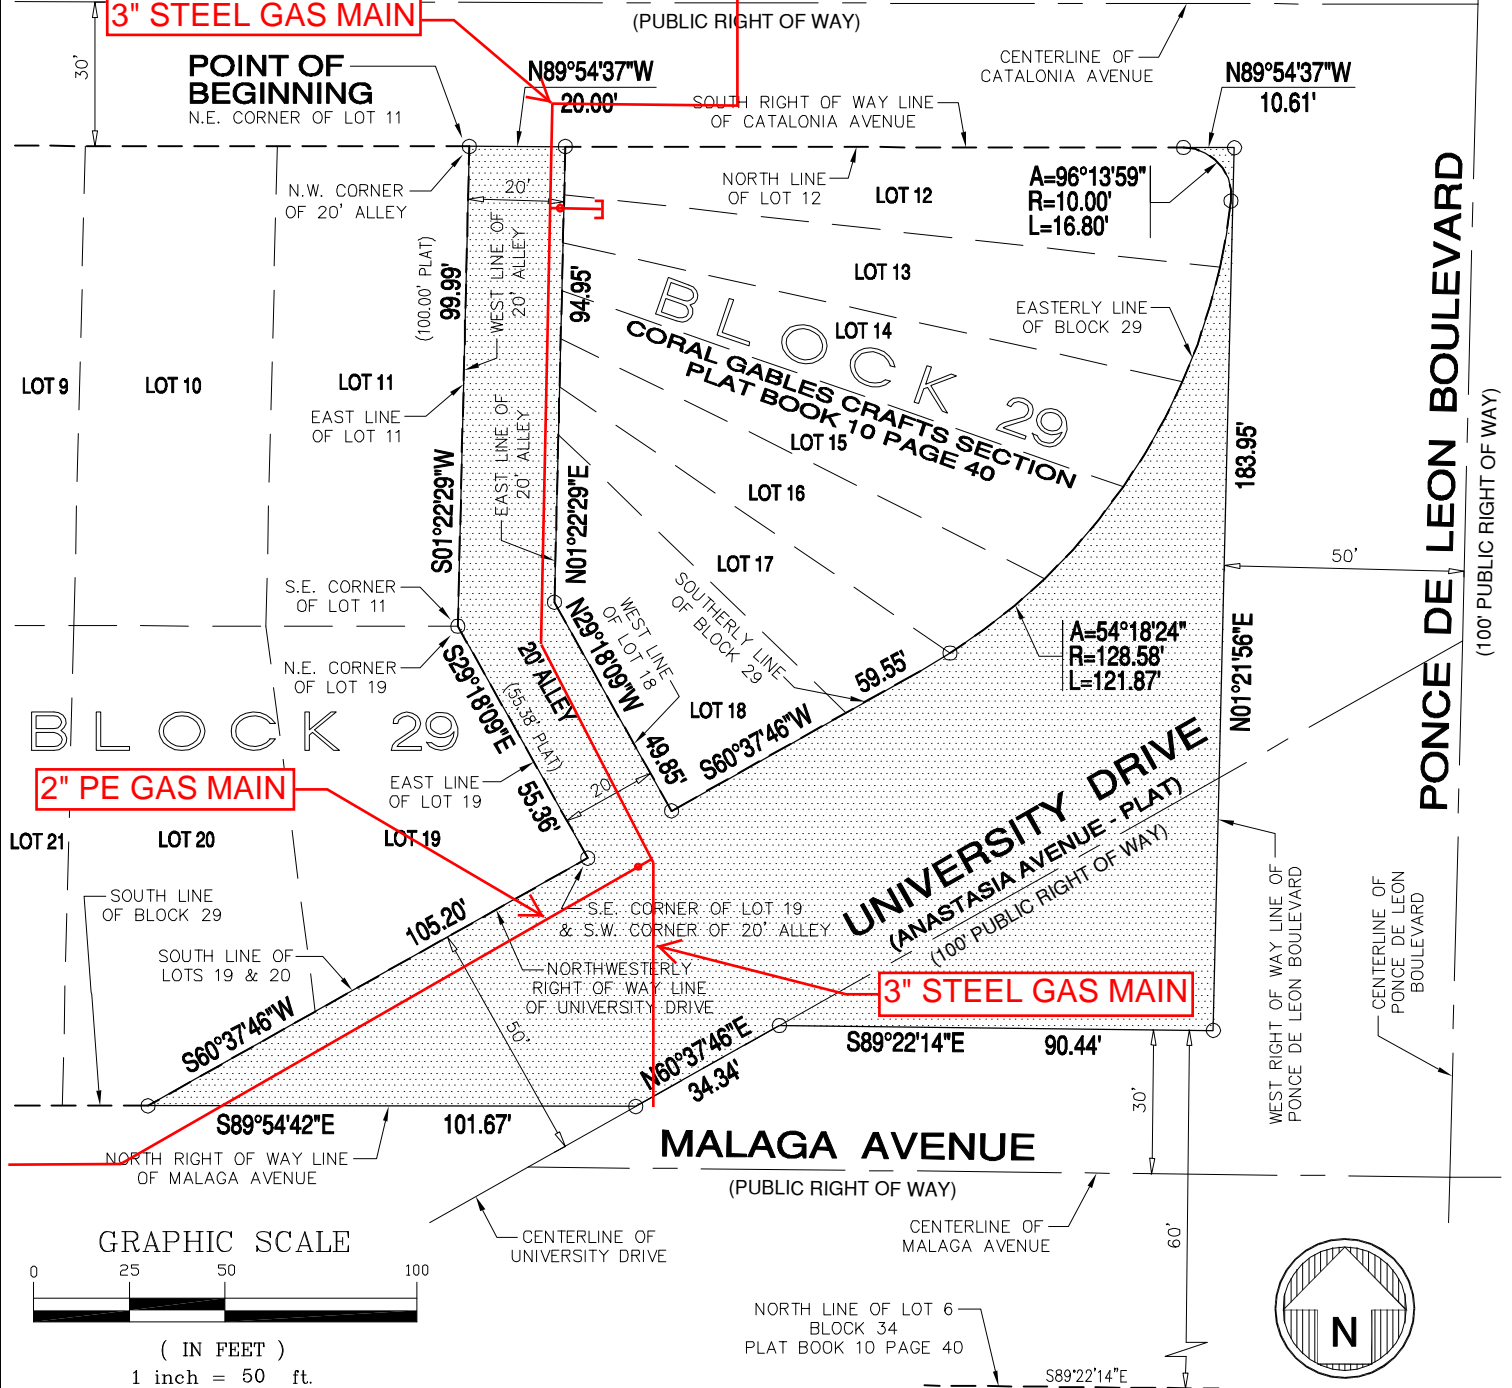 3" STEEL GAS MAIN
(PUBLIC RIGHT OF WAY)
30'
POINT OF
BEGINNING
N.E. CORNER OF LOT 11
N89°54'37"W
20.00'
CENTERLINE OF
CATALONIA AVENUE
N89°54'37"W
10.61'
SOUTH RIGHT OF WAY LINE
OF CATALONIA AVENUE
N.W. CORNER
OF 20' ALLEY
20'
NORTH LINE
OF LOT 12
LOT 12
A=96°13'59"
R=10.00'
L=16.80'
(100.00' PLAT)
99.99'
WEST LINE OF
20' ALLEY
94.95'
LOT 13
LOT 14
EASTERLY LINE
OF BLOCK 29
BLOCK 29
CORAL GABLES CRAFTS SECTION
PLAT BOOK 10 PAGE 40
PONCE DE LEON BOULEVARD
(100' PUBLIC RIGHT OF WAY)
LOT 9
LOT 10
LOT 11
EAST LINE
OF LOT 11
EAST LINE OF
20' ALLEY
LOT 15
LOT 16
183.95'
S01°22'29"W
N01°22'29"E
LOT 17
50'
S.E. CORNER
OF LOT 11
N.E. CORNER
OF LOT 19
N29°18'09"W
WEST LINE
OF LOT 18
SOUTHERLY LINE
OF BLOCK 29
A=54°18'24"
R=128.58'
L=121.87'
N01°21'56"E
59.55'
S29°18'09"E
20' ALLEY
(55.38' PLAT)
LOT 18
S60°37'46"W
49.85'
BLOCK 29
2" PE GAS MAIN
EAST LINE
OF LOT 19
55.36'
20'
UNIVERSITY DRIVE
(ANASTASIA AVENUE - PLAT)
(100' PUBLIC RIGHT OF WAY)
LOT 21
LOT 20
LOT 19
SOUTH LINE
OF BLOCK 29
105.20'
S.E. CORNER OF LOT 19
& S.W. CORNER OF 20' ALLEY
SOUTH LINE OF
LOTS 19 & 20
NORTHWESTERLY
RIGHT OF WAY LINE
OF UNIVERSITY DRIVE
3" STEEL GAS MAIN
WEST RIGHT OF WAY LINE OF
PONCE DE LEON BOULEVARD
CENTERLINE OF
PONCE DE LEON
BOULEVARD
S60°37'46"W
50'
N60°37'46"E
34.34'
S89°22'14"E
90.44'
30'
S89°54'42"E
101.67'
NORTH RIGHT OF WAY LINE
OF MALAGA AVENUE
MALAGA AVENUE
(PUBLIC RIGHT OF WAY)
CENTERLINE OF
UNIVERSITY DRIVE
CENTERLINE OF
MALAGA AVENUE
60'
GRAPHIC SCALE
0 25 50 100
( IN FEET )
1 inch = 50 ft.
NORTH LINE OF LOT 6
BLOCK 34
PLAT BOOK 10 PAGE 40
S89°22'14"E
N